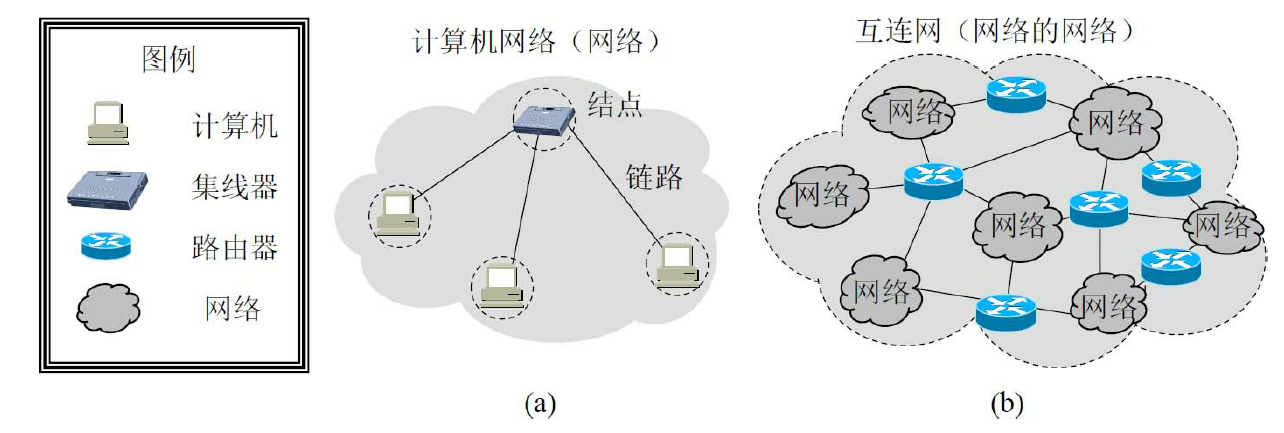 图例
计算机
集线器
路由器
网络
计算机网络（网络）
结点
链路
(a)
互连网（网络的网络）
网络
网络
网络
网络
网络
网络
网络
(b)